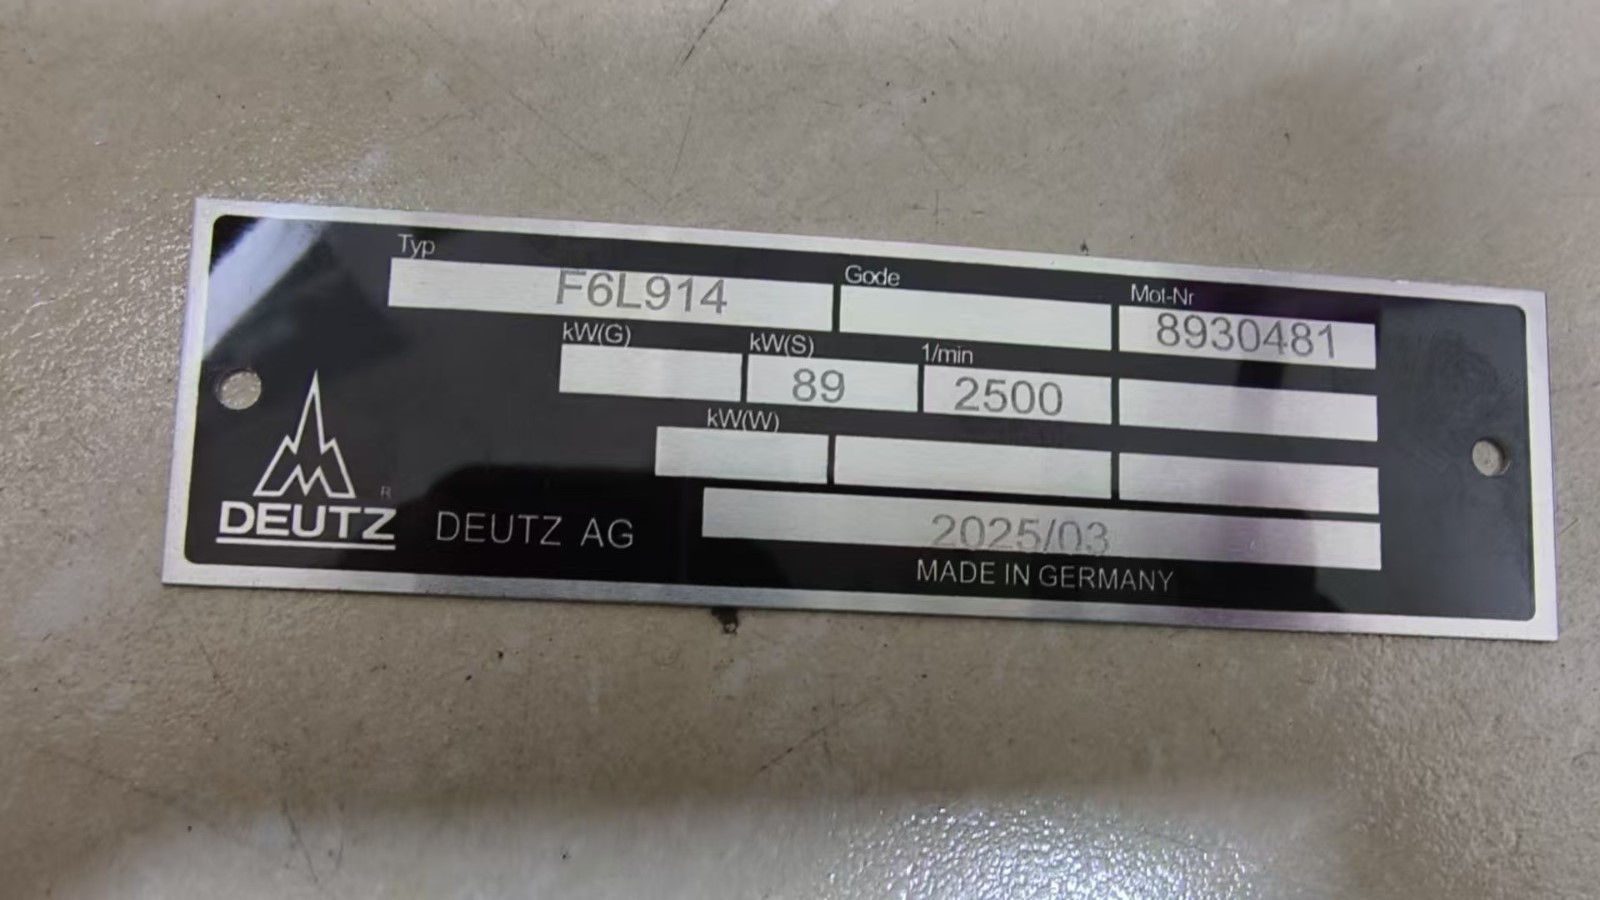 Typ
F6L914
Gode
Mot-Nr
8930481
kW(G)
kW(S)
89
1/min
2500
kW(W)
R
DEUTZ
DEUTZ AG
2025/03
MADE IN GERMANY